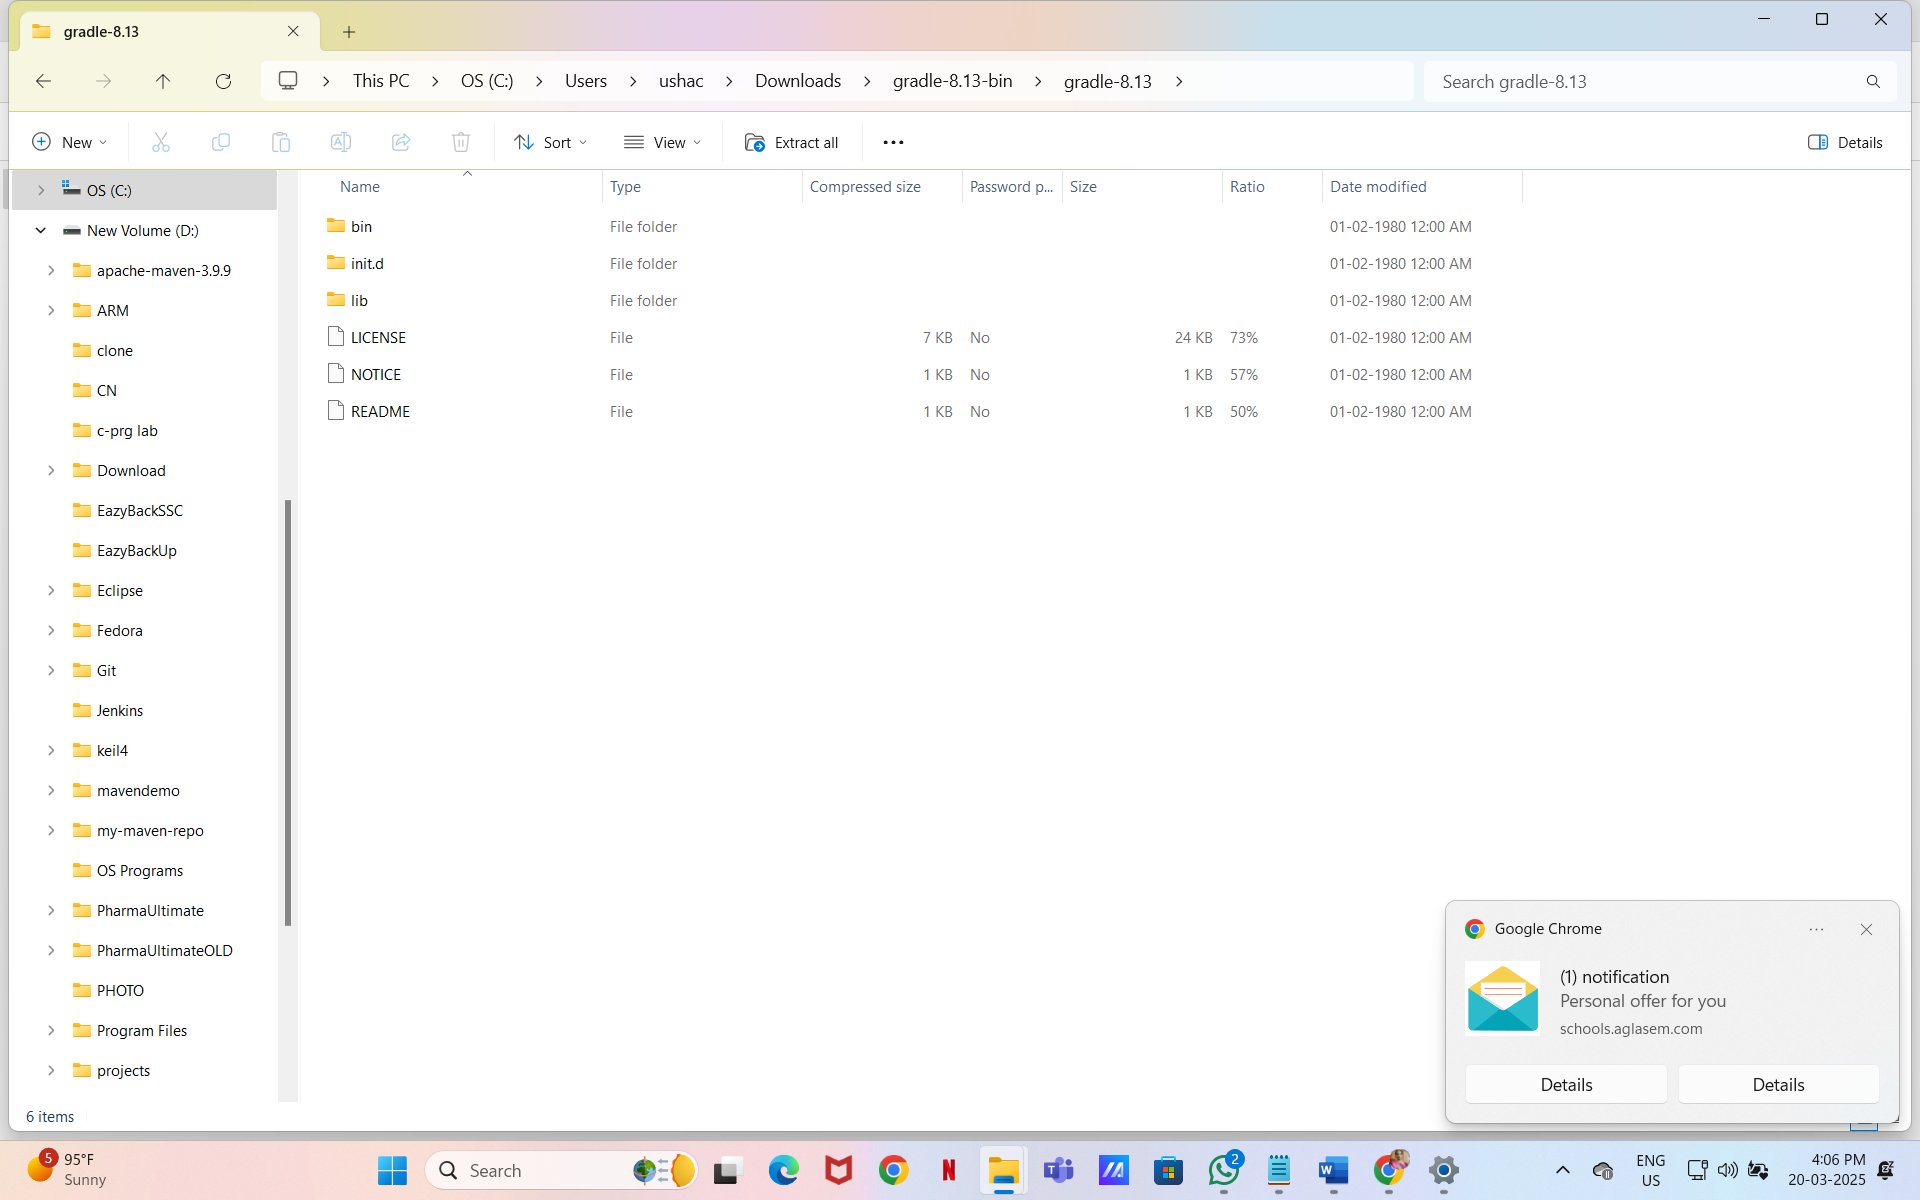 gradle-8.13
This PC > OS (C:) > Users > ushac > Downloads > gradle-8.13-bin > gradle-8.13 >
Search gradle-8.13
New
Sort
View
Extract all
Details
OS (C:)
New Volume (D:)
apache-maven-3.9.9
ARM
clone
CN
c-prg lab
Download
EazyBackSSC
EazyBackUp
Eclipse
Fedora
Git
Jenkins
keil4
mavendemo
my-maven-repo
OS Programs
PharmaUltimate
PharmaUltimateOLD
PHOTO
Program Files
projects
Name Type Compressed size Password p... Size Ratio Date modified
bin File folder 01-02-1980 12:00 AM
init.d File folder 01-02-1980 12:00 AM
lib File folder 01-02-1980 12:00 AM
LICENSE File 7 KB No 24 KB 73% 01-02-1980 12:00 AM
NOTICE File 1 KB No 1 KB 57% 01-02-1980 12:00 AM
README File 1 KB No 1 KB 50% 01-02-1980 12:00 AM
Google Chrome
(1) notification
Personal offer for you
schools.aglasem.com
Details Details
6 items
5
95°F
Sunny
Search
2
ENG
US
4:06 PM
20-03-2025